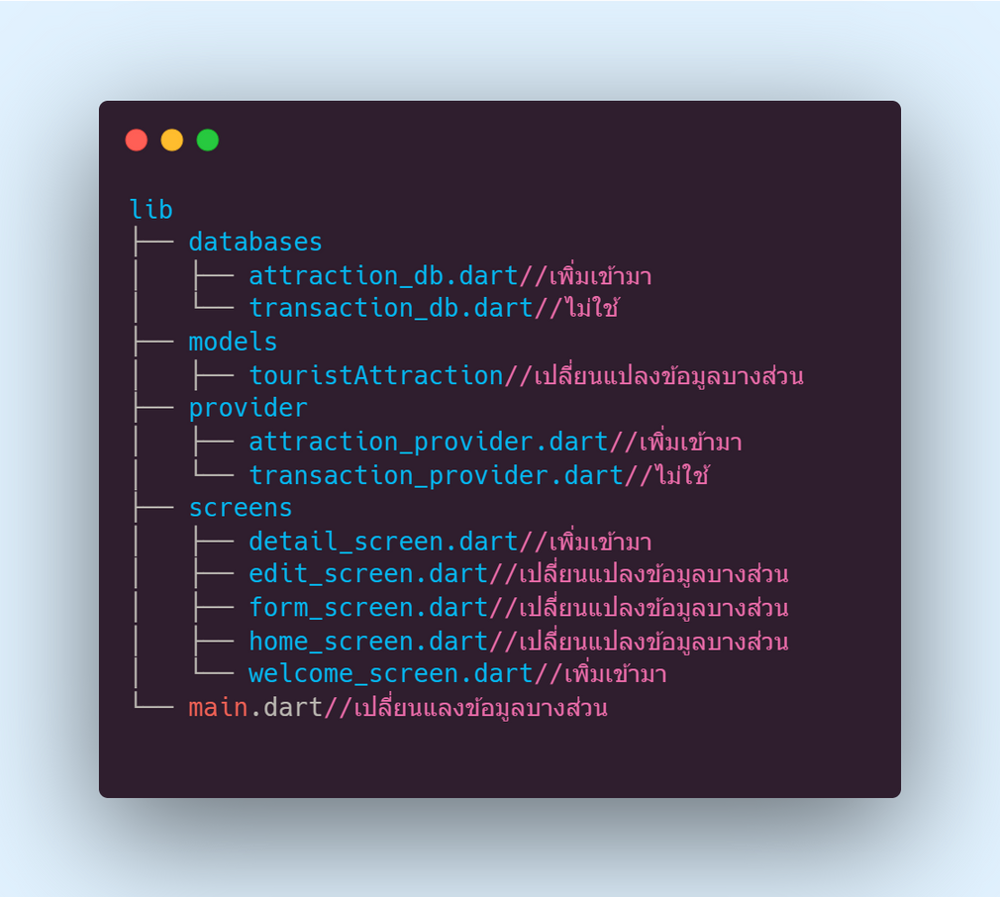 lib
├── databases
│   ├── attraction_db.dart//เพิ่มเข้ามา
│   └── transaction_db.dart//ไม่ใช้
├── models
│   ├── touristAttraction//เปลี่ยนแปลงข้อมูลบางส่วน
├── provider
│   ├── attraction_provider.dart//เพิ่มเข้ามา
│   └── transaction_provider.dart//ไม่ใช้
├── screens
│   ├── detail_screen.dart//เพิ่มเข้ามา
│   ├── edit_screen.dart//เปลี่ยนแปลงข้อมูลบางส่วน
│   ├── form_screen.dart//เปลี่ยนแปลงข้อมูลบางส่วน
│   ├── home_screen.dart//เปลี่ยนแปลงข้อมูลบางส่วน
│   └── welcome_screen.dart//เพิ่มเข้ามา
└── main.dart//เปลี่ยนแลงข้อมูลบางส่วน